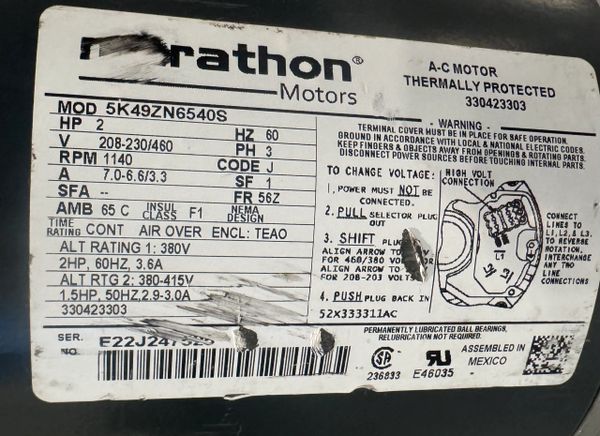 rathon
Motors
A-C MOTOR
THERMALLY PROTECTED
330423303
MOD 5K49ZN6540S
HP 2 HZ 60
V 208-230/460 PH 3
RPM 1140 CODE J
A 7.0-6.6/3.3 SF 1
SFA -- FR 56Z
AMB 65 C INSUL CLASS F1 NEMA DESIGN
TIME RATING CONT AIR OVER ENCL: TEAO
ALT RATING 1: 380V
2HP, 60HZ, 3.6A
ALT RTG 2: 380-415V
1.5HP, 50HZ, 2.9-3.0A
330423303
SER. NO.
- WARNING -
TERMINAL COVER MUST BE IN PLACE FOR SAFE OPERATION.
GROUND IN ACCORDANCE WITH LOCAL & NATIONAL ELECTRIC CODES.
KEEP FINGERS & OBJECTS AWAY FROM OPENINGS & ROTATING PARTS.
DISCONNECT POWER SOURCES BEFORE TOUCHING INTERNAL PARTS.
TO CHANGE VOLTAGE:
1. POWER MUST NOT BE
CONNECTED.
2. PULL SELECTOR PLUG
OUT
3. SHIFT
ALIGN ARROW
FOR 460/380 VOLT
ALIGN ARROW TO
FOR 208-203 VOLTS
4. PUSH PLUG BACK IN
52X333311AC
HIGH VOLT
CONNECTION
L1
L2
L3
CONNECT
LINES TO
L1, L2, & L3.
TO REVERSE
ROTATION,
INTERCHANGE
ANY TWO
LINE
CONNECTIONS
PERMANENTLY LUBRICATED BALL BEARINGS,
RELUBRICATION NOT REQUIRED.
236833
E46035
ASSEMBLED IN
MEXICO